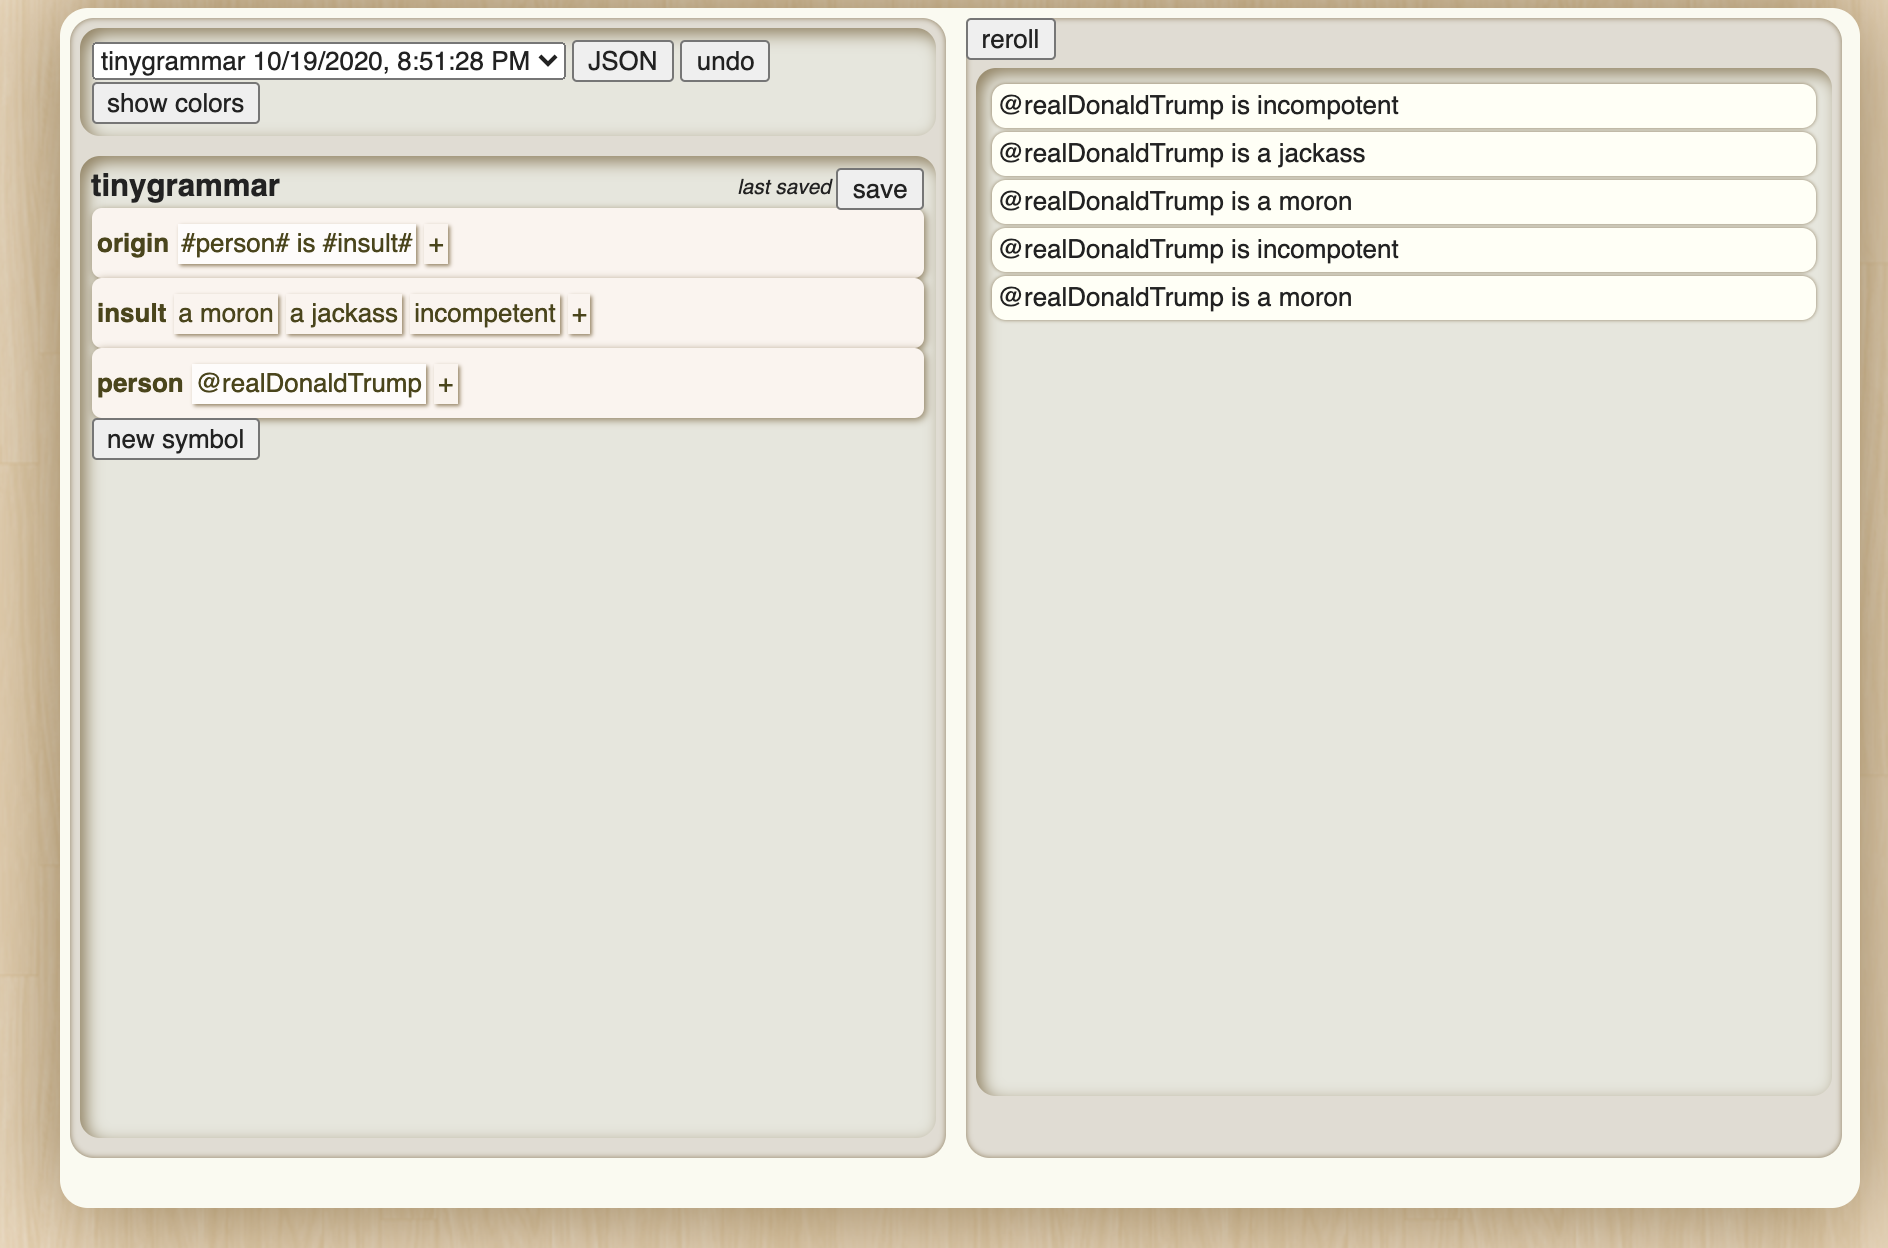 tinygrammar 10/19/2020, 8:51:28 PM JSON undo
show colors
tinygrammar last saved save
origin #person# is #insult# +
insult a moron a jackass incompetent +
person @realDonaldTrump +
new symbol
reroll
@realDonaldTrump is incompotent
@realDonaldTrump is a jackass
@realDonaldTrump is a moron
@realDonaldTrump is incompotent
@realDonaldTrump is a moron